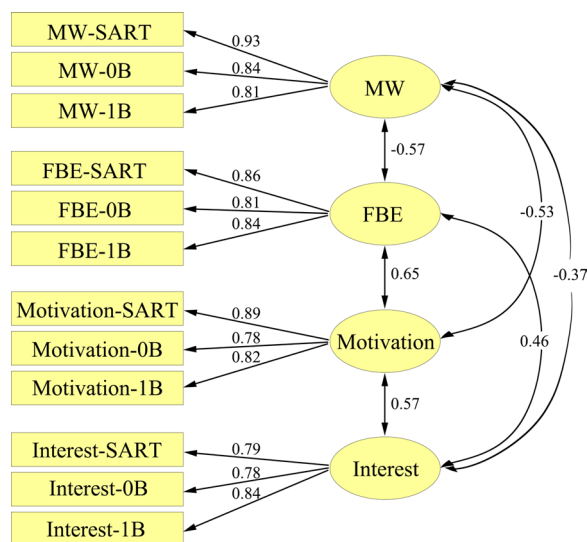 MW-SART
0.93
MW-0B
0.84
MW-1B
0.81
MW
-0.57
FBE-SART
0.86
FBE-0B
0.81
FBE-1B
0.84
FBE
-0.53
-0.37
0.65
Motivation-SART
0.89
Motivation-0B
0.78
Motivation-1B
0.82
Motivation
0.46
0.57
Interest-SART
0.79
Interest-0B
0.78
Interest-1B
0.84
Interest